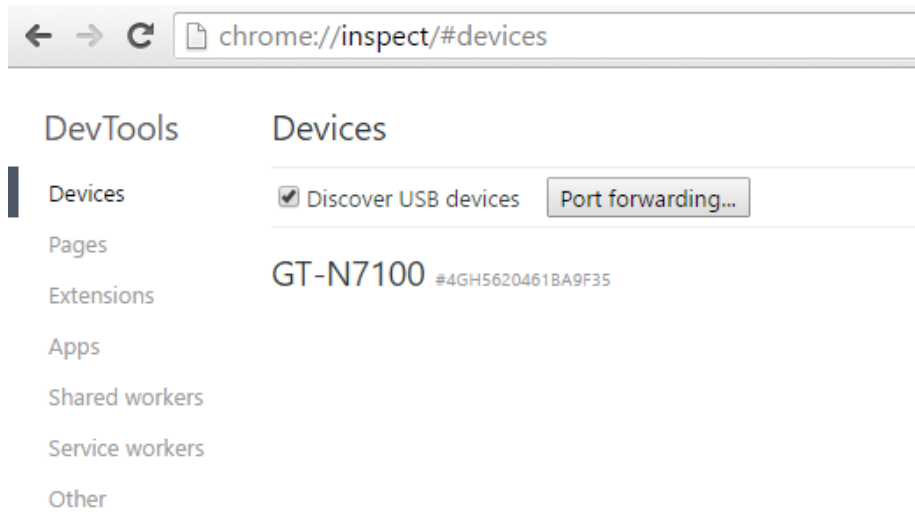 chrome://inspect/#devices
DevTools
Devices
Devices
Discover USB devices
Port forwarding...
Pages
GT-N7100 #4GH5620461BA9F35
Extensions
Apps
Shared workers
Service workers
Other